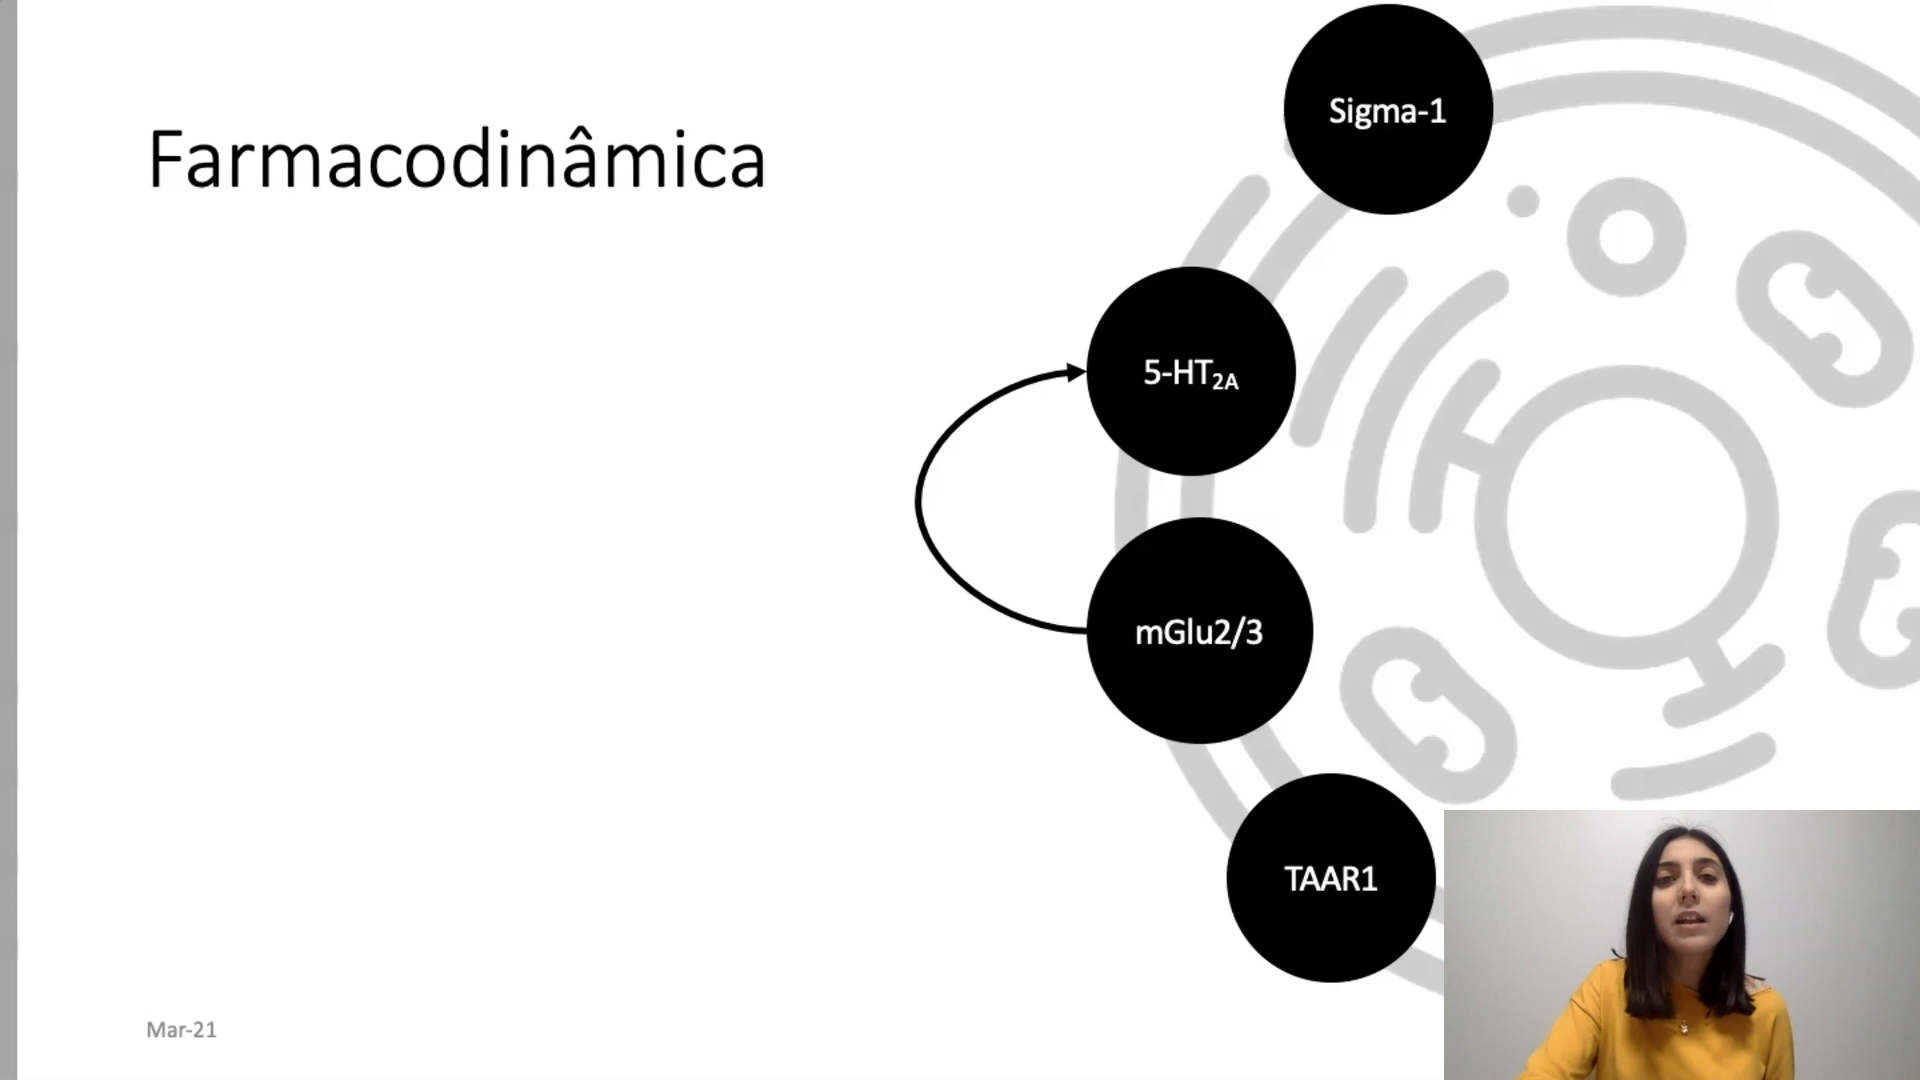 Farmacodinâmica
Sigma-1
5-HT2A
mGlu2/3
TAAR1
Mar-21